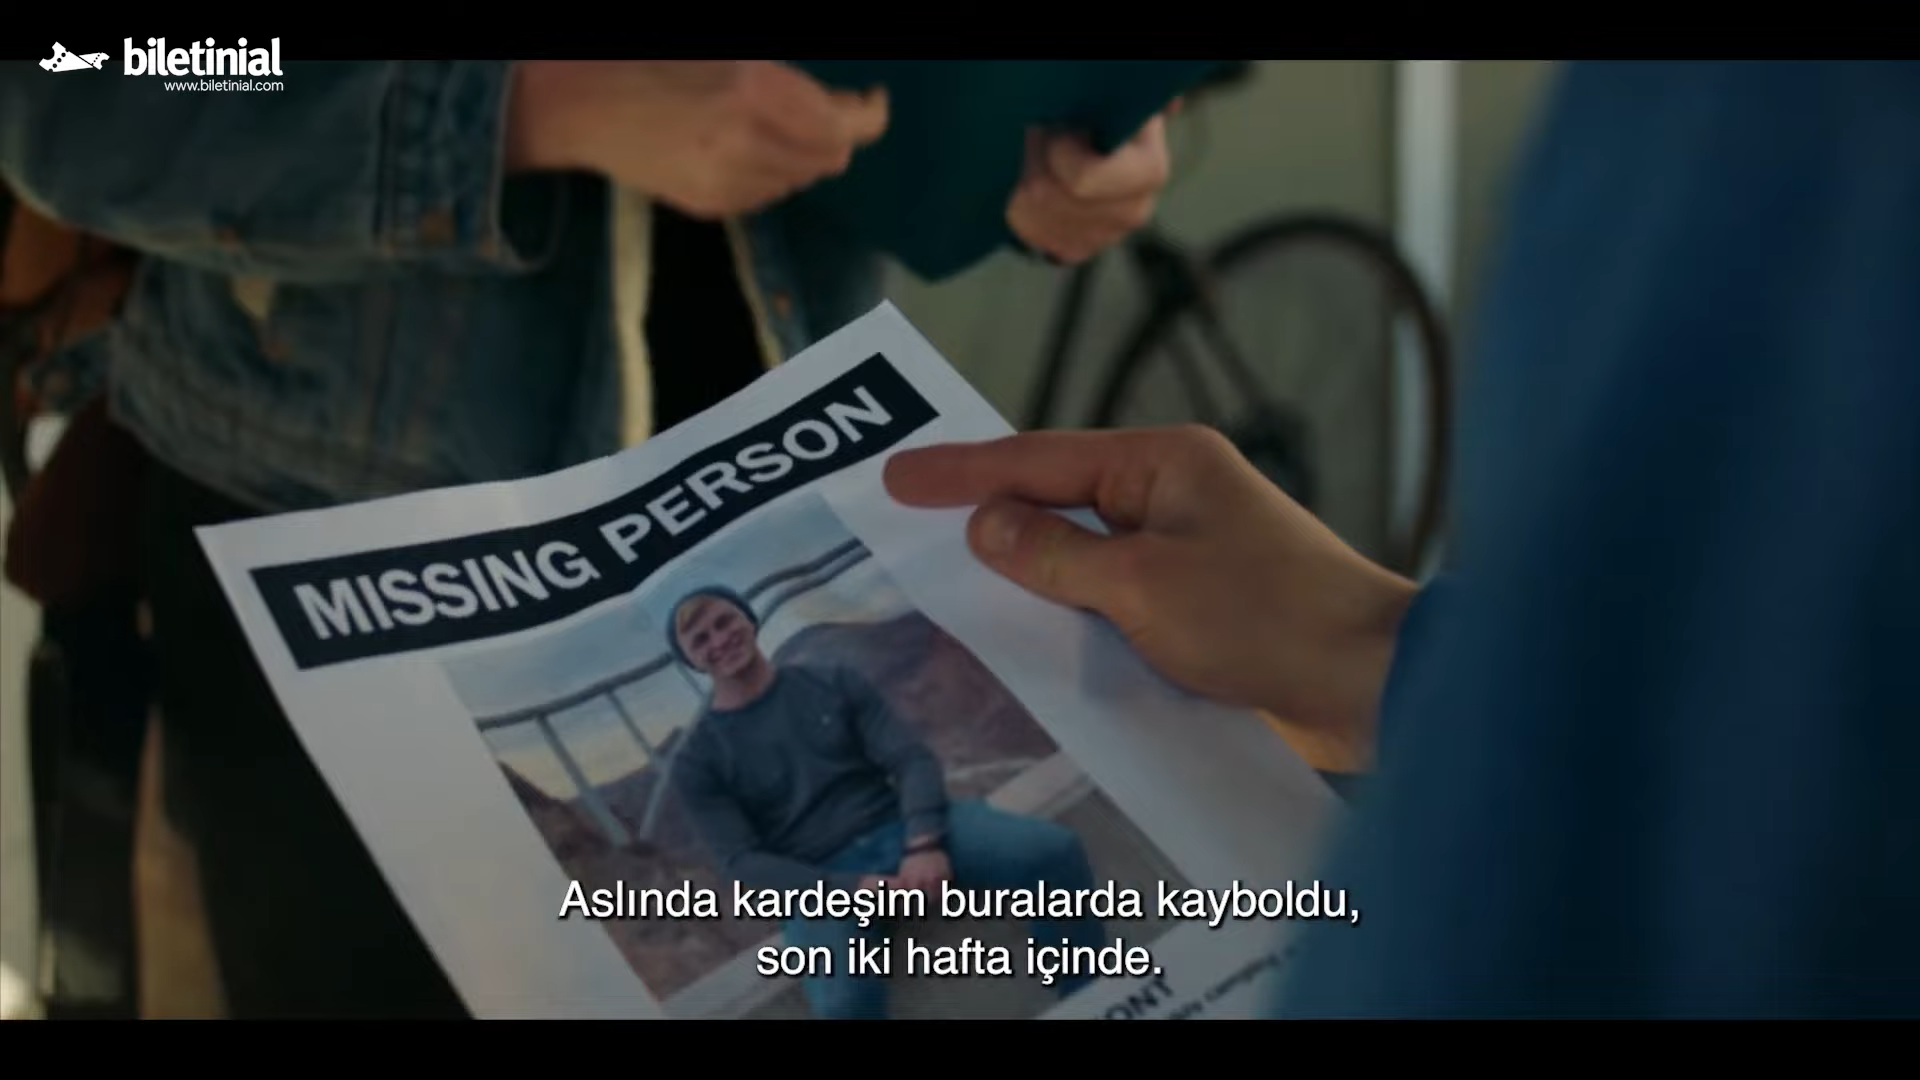 biletinial
www.biletinial.com
MISSING PERSON
Aslında kardeşim buralarda kayboldu,
son iki hafta içinde.